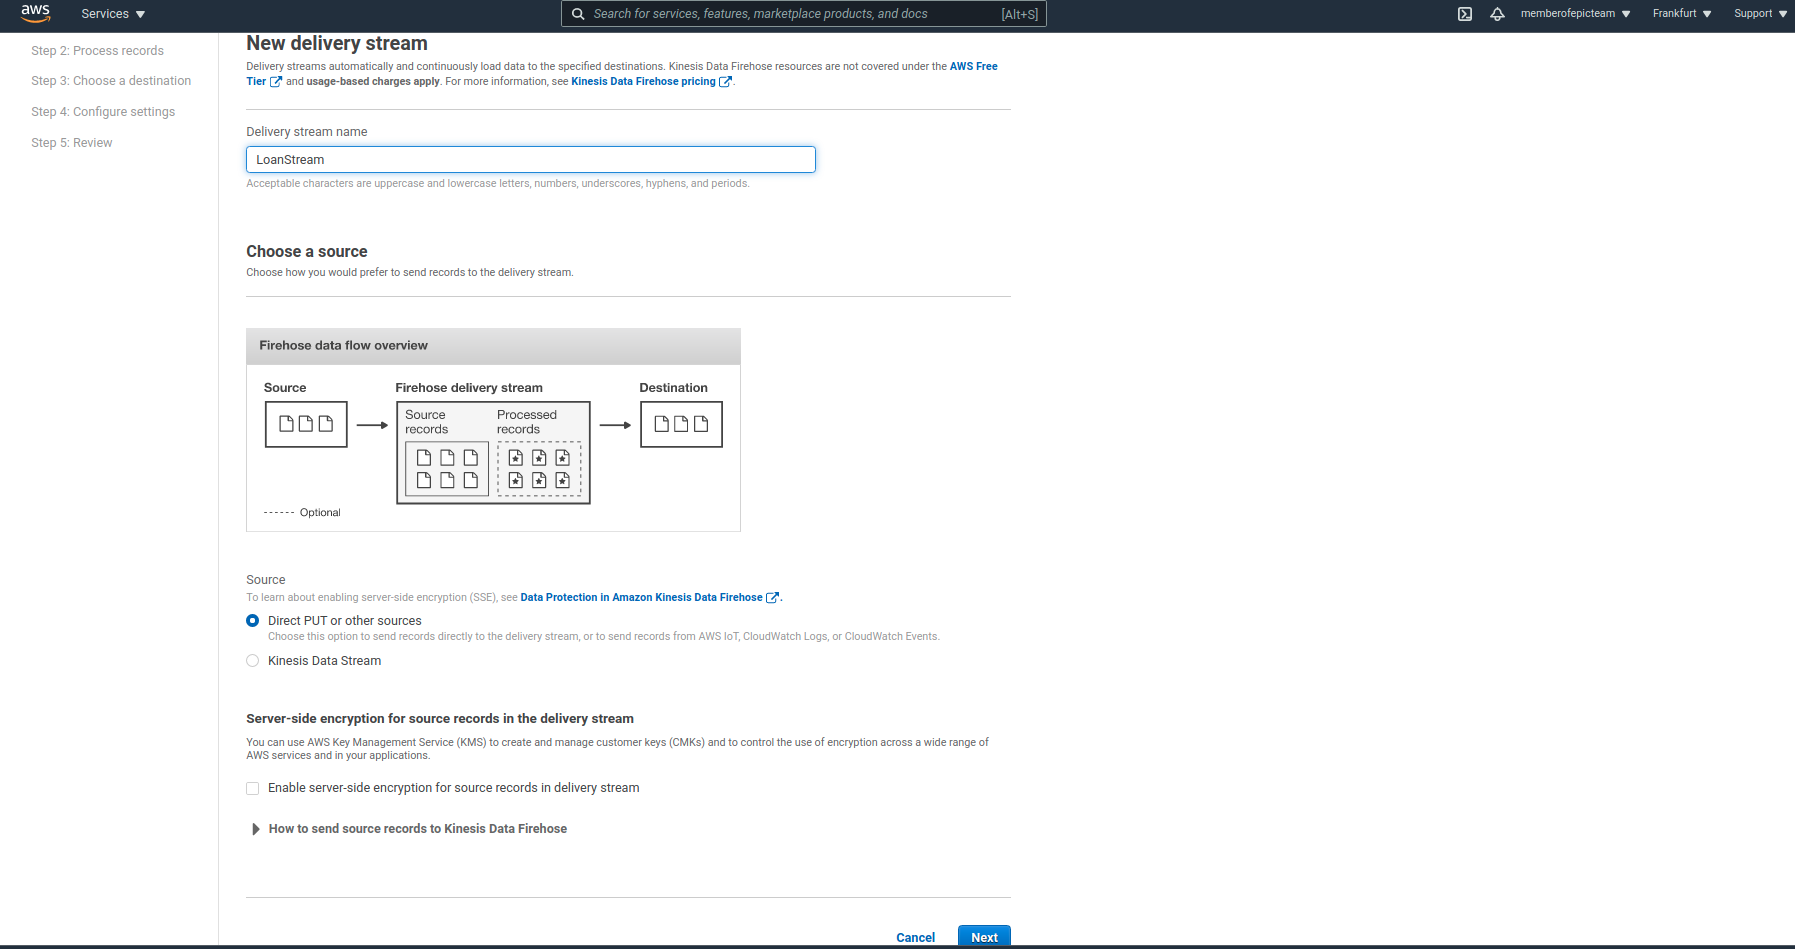 aws Services Search for services, features, marketplace products, and docs [Alt+S] memberofepicteam Frankfurt Support
Step 2: Process records
Step 3: Choose a destination
Step 4: Configure settings
Step 5: Review
New delivery stream
Delivery streams automatically and continuously load data to the specified destinations. Kinesis Data Firehose resources are not covered under the AWS Free
Tier and usage-based charges apply. For more information, see Kinesis Data Firehose pricing.
Delivery stream name
LoanStream
Acceptable characters are uppercase and lowercase letters, numbers, underscores, hyphens, and periods.
Choose a source
Choose how you would prefer to send records to the delivery stream.
Firehose data flow overview
Source Firehose delivery stream Destination
Source Processed
records records
Optional
Source
To learn about enabling server-side encryption (SSE), see Data Protection in Amazon Kinesis Data Firehose.
Direct PUT or other sources
Choose this option to send records directly to the delivery stream, or to send records from AWS IoT, CloudWatch Logs, or CloudWatch Events.
Kinesis Data Stream
Server-side encryption for source records in the delivery stream
You can use AWS Key Management Service (KMS) to create and manage customer keys (CMKs) and to control the use of encryption across a wide range of
AWS services and in your applications.
Enable server-side encryption for source records in delivery stream
How to send source records to Kinesis Data Firehose
Cancel Next